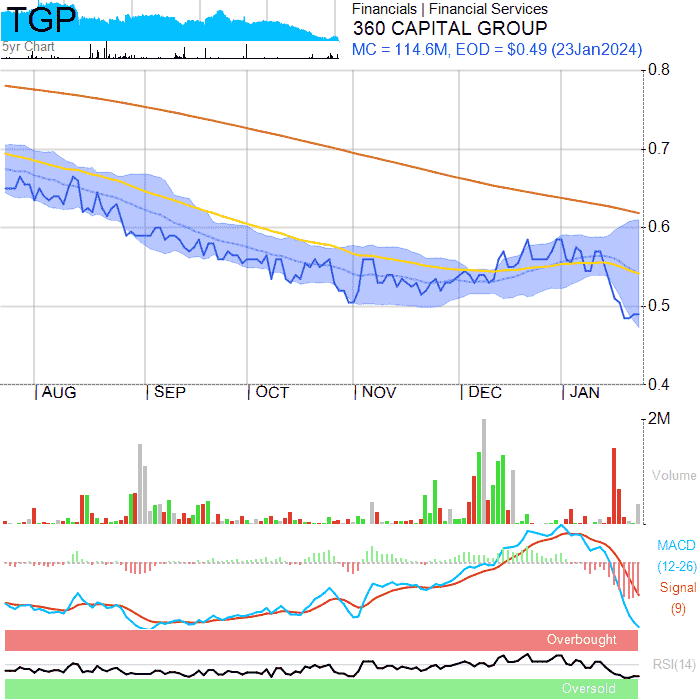 TGP
5yr Chart
Financials | Financial Services
360 CAPITAL GROUP
MC = 114.6M, EOD = $0.49 (23Jan2024)
0.8
0.7
0.6
0.5
0.4
| AUG | SEP | OCT | NOV | DEC | JAN
2M
Volume
MACD
(12-26)
Signal
(9)
Overbought
RSI(14)
Oversold